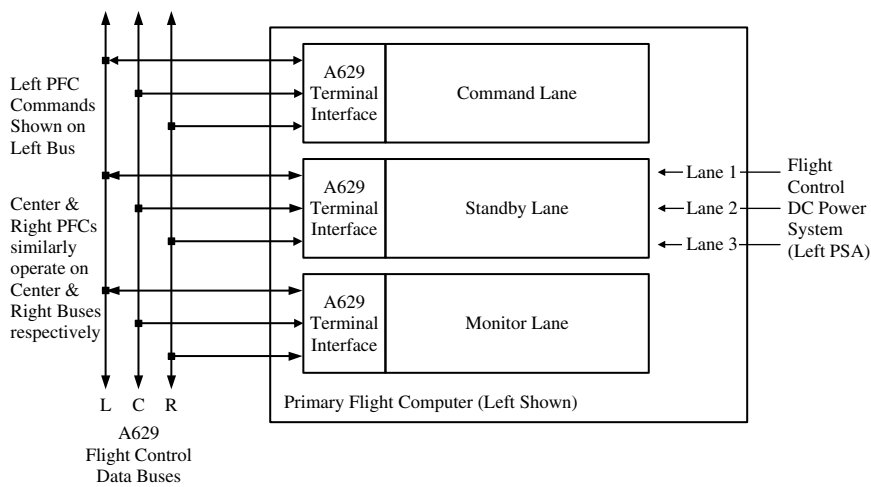 Left PFC
Commands
Shown on
Left Bus
Center &
Right PFCs
similarly
operate on
Center &
Right Buses
respectively
L C R
A629
Flight Control
Data Buses
A629
Terminal
Interface
Command Lane
A629
Terminal
Interface
Standby Lane
A629
Terminal
Interface
Monitor Lane
Primary Flight Computer (Left Shown)
Lane 1
Lane 2
Lane 3
Flight
Control
DC Power
System
(Left PSA)